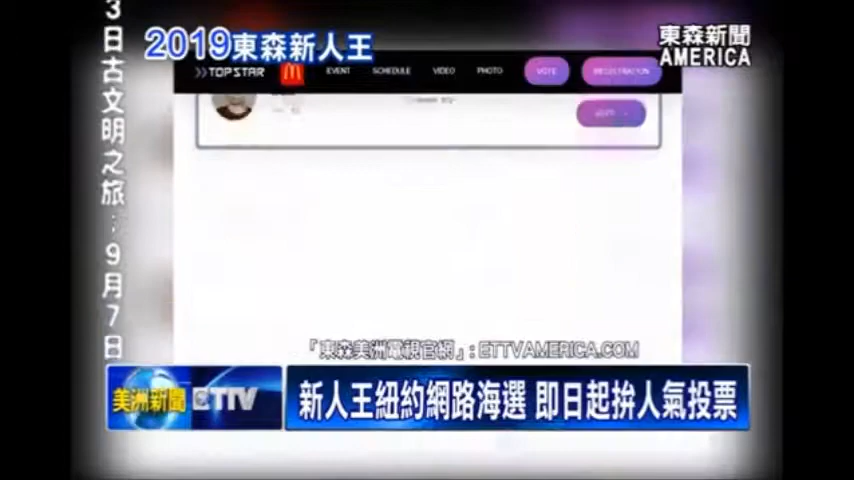 3日古文明之旅；9月7日
2019東森新人王
東森新聞
AMERICA
TOPSTAR
EVENT
SCHEDULE
VIDEO
PHOTO
VOTE
REGISTRATION
「東森美洲電視官網」: ETTVAMERICA.COM
美洲新聞 ETTV
新人王紐約網路海選 即日起拚人氣投票